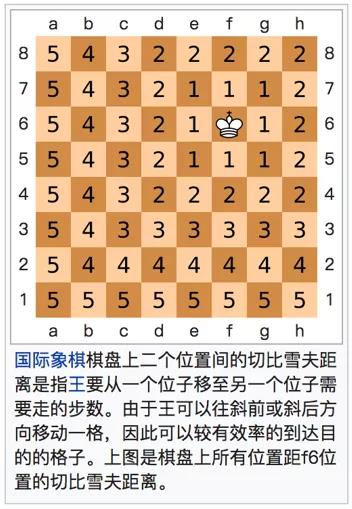 a b c d e f g h
8 5 4 3 2 2 2 2 2 8
7 5 4 3 2 1 1 1 2 7
6 5 4 3 2 1 1 2 6
5 5 4 3 2 1 1 1 2 5
4 5 4 3 2 2 2 2 2 4
3 5 4 3 3 3 3 3 3 3
2 5 4 4 4 4 4 4 4 2
1 5 5 5 5 5 5 5 5 1
a b c d e f g h
国际象棋棋盘上二个位置间的切比雪夫距
离是指王要从一个位子移至另一个位子需
要走的步数。由于王可以往斜前或斜后方
向移动一格，因此可以较有效率的到达目
的的格子。上图是棋盘上所有位置距f6位
置的切比雪夫距离。